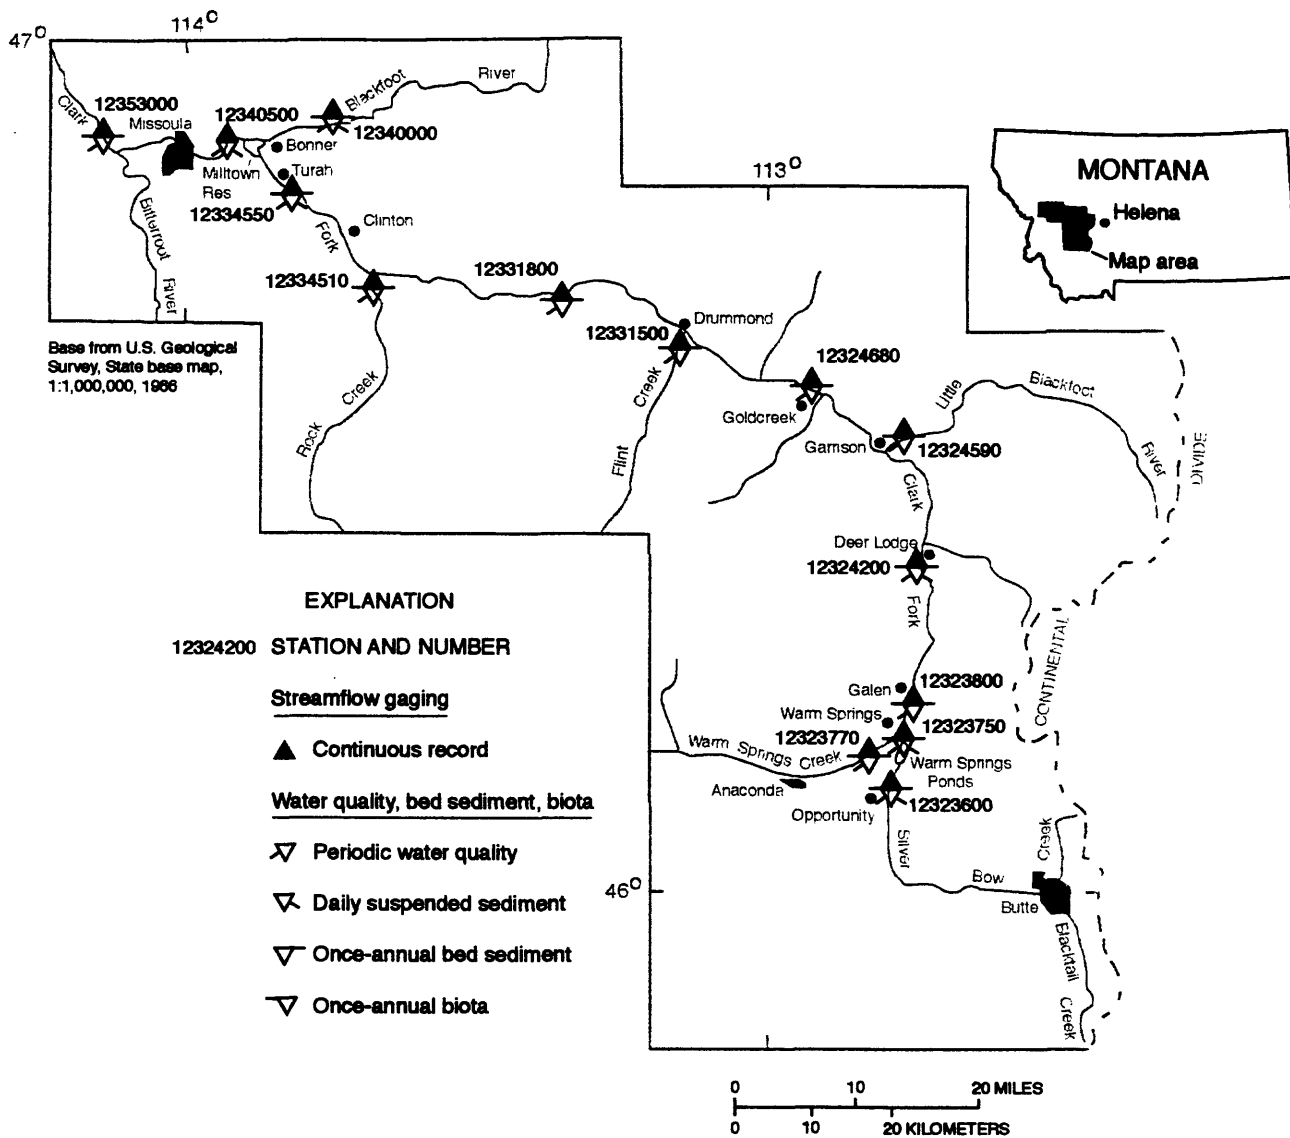 114°
47°
Clark
12353000
Missoula
12340500
Blackfoot
River
12340000
Bonner
Turah
Milltown
Res
12334550
Fork
Clinton
Bitterroot
River
12334510
12331800
113°
MONTANA
Helena
Map area
Base from U.S. Geological
Survey, State base map,
1:1,000,000, 1966
Rock
Creek
12331500
Drummond
Flint
Creek
12324680
Goldcreek
Little
Blackfoot
River
Garrison
12324590
Clark
DIVIDE
Deer Lodge
12324200
Fork
CONTINENTAL
EXPLANATION
12324200 STATION AND NUMBER
Streamflow gaging
Continuous record
Water quality, bed sediment, biota
Periodic water quality
Daily suspended sediment
Once-annual bed sediment
Once-annual biota
Galen
12323800
Warm Springs
12323750
12323770
Warm Springs Creek
Warm Springs
Ponds
Anaconda
Opportunity
12323600
Silver
Bow
Creek
46°
Butte
Blacktail
Creek
0 10 20 MILES
0 10 20 KILOMETERS